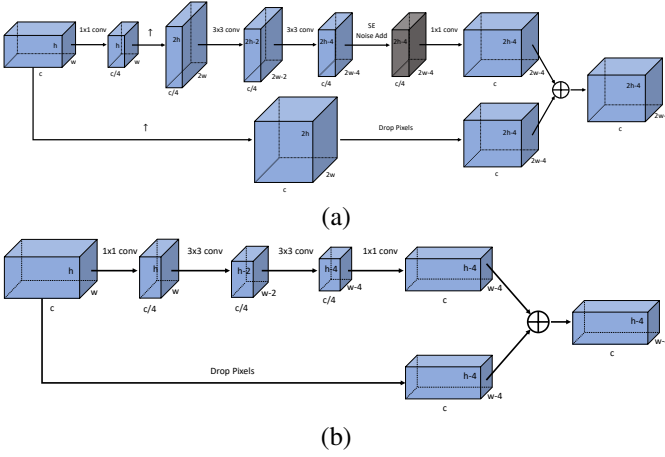 1x1 conv ↑ 3x3 conv 3x3 conv SE 1x1 conv
Noise Add
h h 2h 2h-2 2h-4 2h-4 2h-4
w w 2w 2w-2 2w-4 2w-4 2w-4
c c/4 c/4 c/4 c/4 c/4 c
2h-4
2w-4
c
↑ Drop Pixels
2h 2h-4
2w 2w-4
c c
(a)
1x1 conv 3x3 conv 3x3 conv 1x1 conv
h h h-2 h-4 h-4
w w w-2 w-4 w-4
c c/4 c/4 c/4 c
h-4
w-4
c
Drop Pixels
h-4
w-4
c
(b)